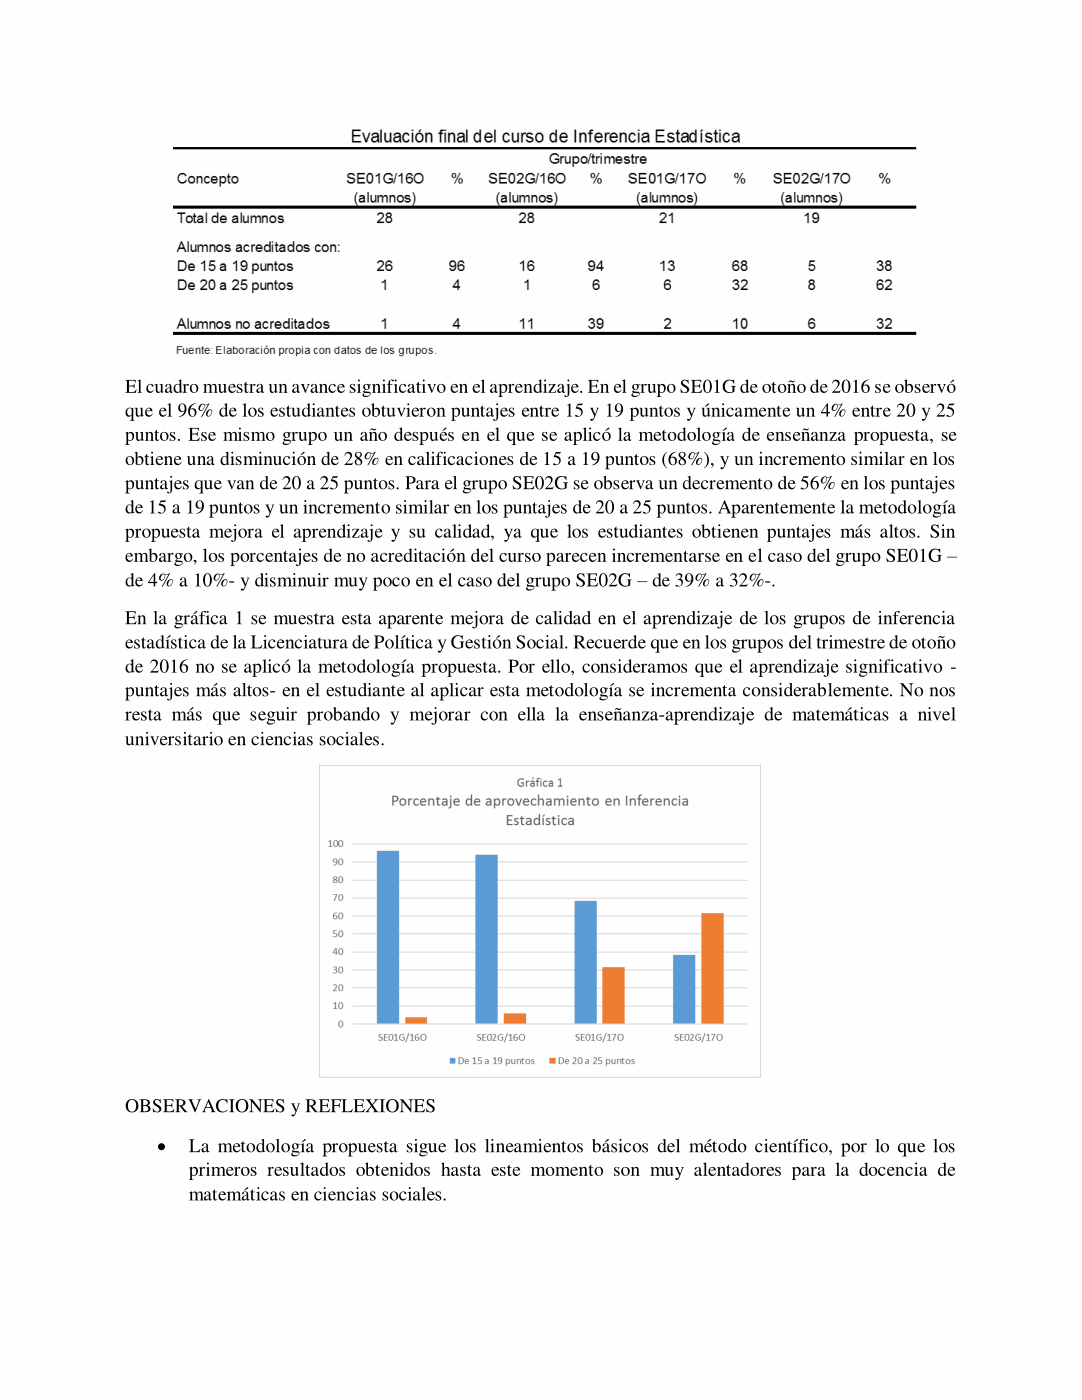 Evaluación final del curso de Inferencia Estadística
Grupo/trimestre
Concepto SE01G/16O % SE02G/16O % SE01G/17O % SE02G/17O %
(alumnos) (alumnos) (alumnos) (alumnos)
Total de alumnos 28 28 21 19
Alumnos acreditados con:
De 15 a 19 puntos 26 96 16 94 13 68 5 38
De 20 a 25 puntos 1 4 1 6 6 32 8 62
Alumnos no acreditados 1 4 11 39 2 10 6 32
Fuente: Elaboración propia con datos de los grupos.
El cuadro muestra un avance significativo en el aprendizaje. En el grupo SE01G de otoño de 2016 se observó
que el 96% de los estudiantes obtuvieron puntajes entre 15 y 19 puntos y únicamente un 4% entre 20 y 25
puntos. Ese mismo grupo un año después en el que se aplicó la metodología de enseñanza propuesta, se
obtiene una disminución de 28% en calificaciones de 15 a 19 puntos (68%), y un incremento similar en los
puntajes que van de 20 a 25 puntos. Para el grupo SE02G se observa un decremento de 56% en los puntajes
de 15 a 19 puntos y un incremento similar en los puntajes de 20 a 25 puntos. Aparentemente la metodología
propuesta mejora el aprendizaje y su calidad, ya que los estudiantes obtienen puntajes más altos. Sin
embargo, los porcentajes de no acreditación del curso parecen incrementarse en el caso del grupo SE01G –
de 4% a 10%- y disminuir muy poco en el caso del grupo SE02G – de 39% a 32%-.
En la gráfica 1 se muestra esta aparente mejora de calidad en el aprendizaje de los grupos de inferencia
estadística de la Licenciatura de Política y Gestión Social. Recuerde que en los grupos del trimestre de otoño
de 2016 no se aplicó la metodología propuesta. Por ello, consideramos que el aprendizaje significativo -
puntajes más altos- en el estudiante al aplicar esta metodología se incrementa considerablemente. No nos
resta más que seguir probando y mejorar con ella la enseñanza-aprendizaje de matemáticas a nivel
universitario en ciencias sociales.
Gráfica 1
Porcentaje de aprovechamiento en Inferencia
Estadística
100
90
80
70
60
50
40
30
20
10
0
SE01G/16O SE02G/16O SE01G/17O SE02G/17O
De 15 a 19 puntos De 20 a 25 puntos
OBSERVACIONES y REFLEXIONES
• La metodología propuesta sigue los lineamientos básicos del método científico, por lo que los
primeros resultados obtenidos hasta este momento son muy alentadores para la docencia de
matemáticas en ciencias sociales.